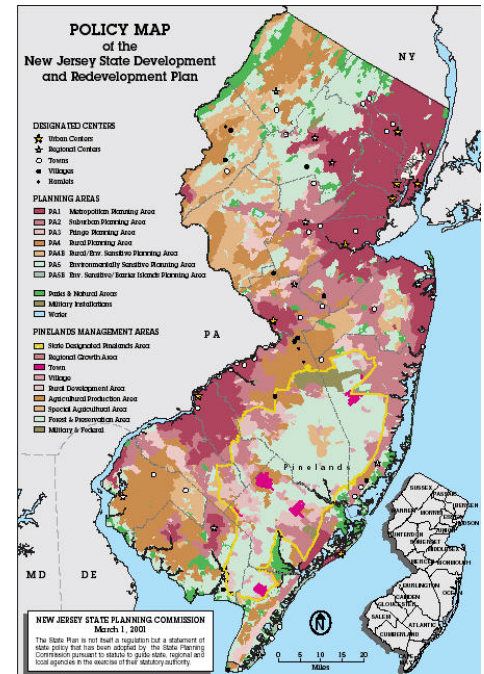 POLICY MAP
of the
New Jersey State Development
and Redevelopment Plan
NY
DESIGNATED CENTERS
Urban Centers
Regional Centers
Towns
Villages
Hamlets
PLANNING AREAS
PA1 Metropolitan Planning Area
PA2 Suburban Planning Area
PA3 Fringe Planning Area
PA4 Rural Planning Area
PA4B Rural/Env. Sensitive Planning Area
PA5 Environmentally Sensitive Planning Area
PA5B Env. Sensitive/Barrier Islands Planning Area
Parks & Natural Areas
Military Installations
Water
PINELANDS MANAGEMENT AREAS
State Designated Pinelands Area
Regional Growth Area
Town
Village
Rural Development Area
Agricultural Production Area
Special Agricultural Area
Forest & Preservation Area
Military & Federal
PA
Pinelands
MD
DE
SUSSEX
PASSAIC
BERGEN
WARREN
MORRIS
ESSEX
HUDSON
UNION
HUNTERDON
SOMERSET
MIDDLESEX
MERCER
MONMOUTH
BURLINGTON
OCEAN
CAMDEN
GLOUCESTER
SALEM
ATLANTIC
CUMBERLAND
CAPE MAY
NEW JERSEY STATE PLANNING COMMISSION
March 1, 2001
The State Plan is not itself a regulation but a statement
of state policy that has been adopted by the State Planning
Commission pursuant to statute to guide state, regional and
local agencies in the exercise of their statutory authority.
N
0 5 10 15 20
Miles